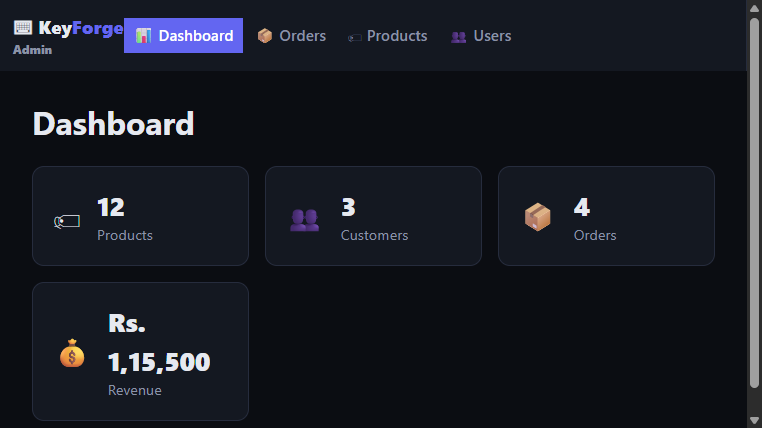 KeyForge
Admin
Dashboard
Orders
Products
Users
Dashboard
12
Products
3
Customers
4
Orders
Rs.
1,15,500
Revenue